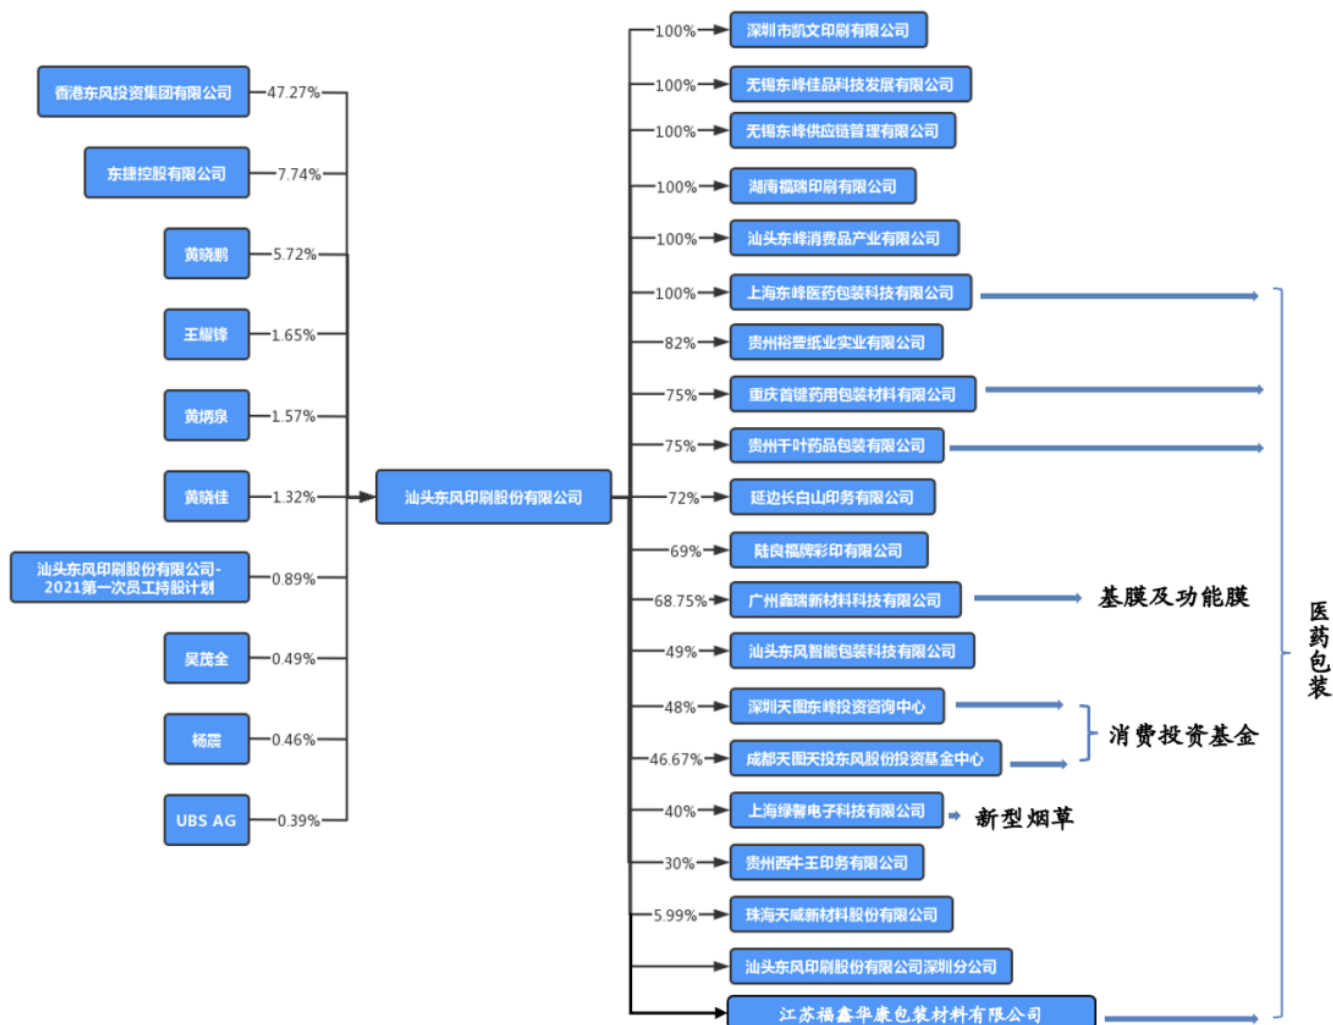 香港东风投资集团有限公司
47.27%
东捷控股有限公司
7.74%
黄晓鹏
5.72%
王耀锋
1.65%
黄炳泉
1.57%
黄晓佳
1.32%
汕头东风印刷股份有限公司-
2021第一次员工持股计划
0.89%
吴茂全
0.49%
杨震
0.46%
UBS AG
0.39%
汕头东风印刷股份有限公司
100%
深圳市凯文印刷有限公司
100%
无锡东峰佳品科技发展有限公司
100%
无锡东峰供应链管理有限公司
100%
湖南福瑞印刷有限公司
100%
汕头东峰消费品产业有限公司
100%
上海东峰医药包装科技有限公司
82%
贵州裕豐纸业实业有限公司
75%
重庆首键药用包装材料有限公司
75%
贵州千叶药品包装有限公司
72%
延边长白山印务有限公司
69%
陆良福牌彩印有限公司
68.75%
广州鑫瑞新材料科技有限公司
基膜及功能膜
49%
汕头东风智能包装科技有限公司
48%
深圳天图东峰投资咨询中心
46.67%
成都天图天投东风股份投资基金中心
消费投资基金
40%
上海绿馨电子科技有限公司
新型烟草
30%
贵州西牛王印务有限公司
5.99%
珠海天威新材料股份有限公司
汕头东风印刷股份有限公司深圳分公司
江苏福鑫华康包装材料有限公司
医药包装